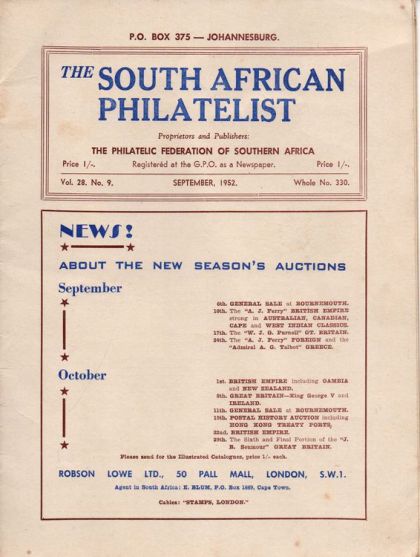 P.O. BOX 375 — JOHANNESBURG.
THE SOUTH AFRICAN
PHILATELIST
Proprietors and Publishers:
THE PHILATELIC FEDERATION OF SOUTHERN AFRICA
Price 1/-. Registered at the G.P.O. as a Newspaper. Price 1/-.
Vol. 28. No. 9. SEPTEMBER, 1952. Whole No. 330.
NEWS!
ABOUT THE NEW SEASON'S AUCTIONS
September
6th. GENERAL SALE at BOURNEMOUTH.
10th. The "A. J. Perry" BRITISH EMPIRE
strong in AUSTRALIAN, CANADIAN,
CAPE and WEST INDIAN CLASSICS.
17th. The "W. J. G. Purnell" GT. BRITAIN.
24th. The "A. J. Perry" FOREIGN and the
"Admiral A. G. Talbot" GREECE.
October
1st. BRITISH EMPIRE including GAMBIA
and NEW ZEALAND.
8th. GREAT BRITAIN—King George V and
IRELAND.
11th. GENERAL SALE at BOURNEMOUTH.
15th. POSTAL HISTORY AUCTION including
HONG KONG TREATY PORTS,
22nd. BRITISH EMPIRE.
29th. The Sixth and Final Portion of the "J.
B. Seymour" GREAT BRITAIN.
Please send for the Illustrated Catalogues, price 1/- each.
ROBSON LOWE LTD., 50 PALL MALL, LONDON, S.W.1.
Agent in South Africa: E. BLUM, P.O. Box 1669, Cape Town.
Cables: "STAMPS, LONDON."